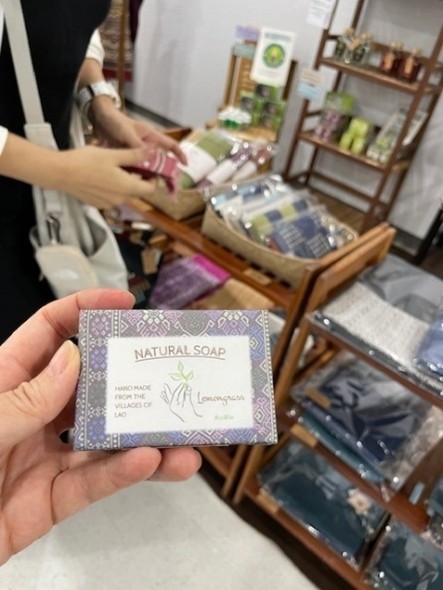 NATURAL SOAP
HAND MADE
FROM THE
VILLAGES OF
LAO
Lemongrass